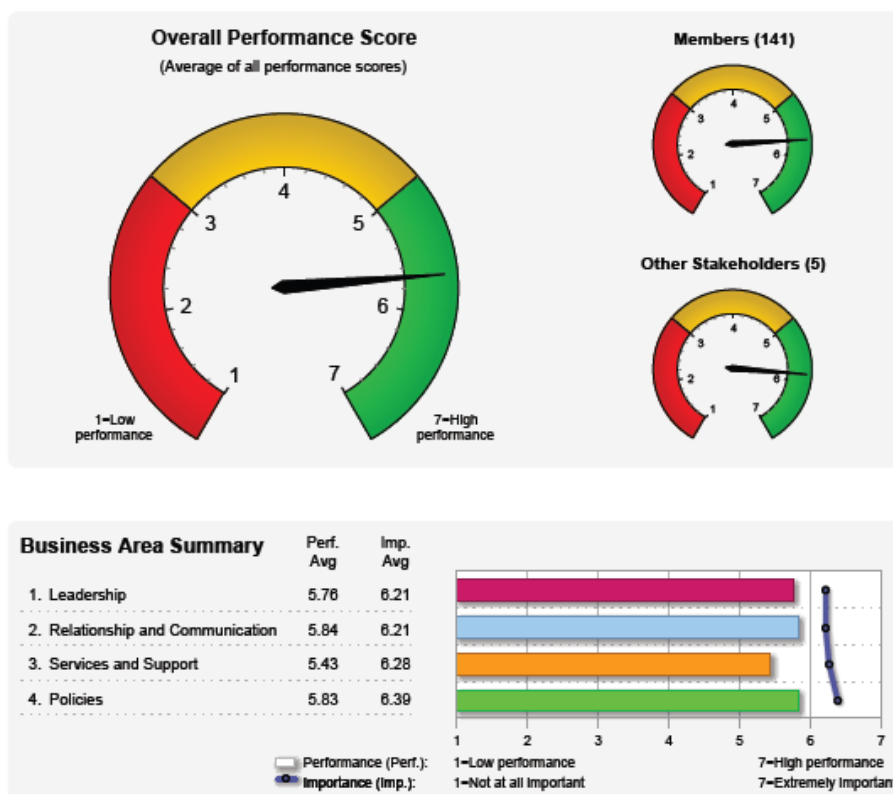 Overall Performance Score
(Average of all performance scores)
4
3
5
2
6
1
7
1=Low
performance
7=High
performance
Members (141)
4
3
5
2
6
1
7
Other Stakeholders (5)
4
3
5
2
6
1
7
Business Area Summary
Perf.
Avg
Imp.
Avg
1. Leadership 5.76 6.21
2. Relationship and Communication 5.84 6.21
3. Services and Support 5.43 6.28
4. Policies 5.83 6.39
1 2 3 4 5 6 7
Performance (Perf.): 1=Low performance 7=High performance
Importance (Imp.): 1=Not at all Important 7=Extremely Importan